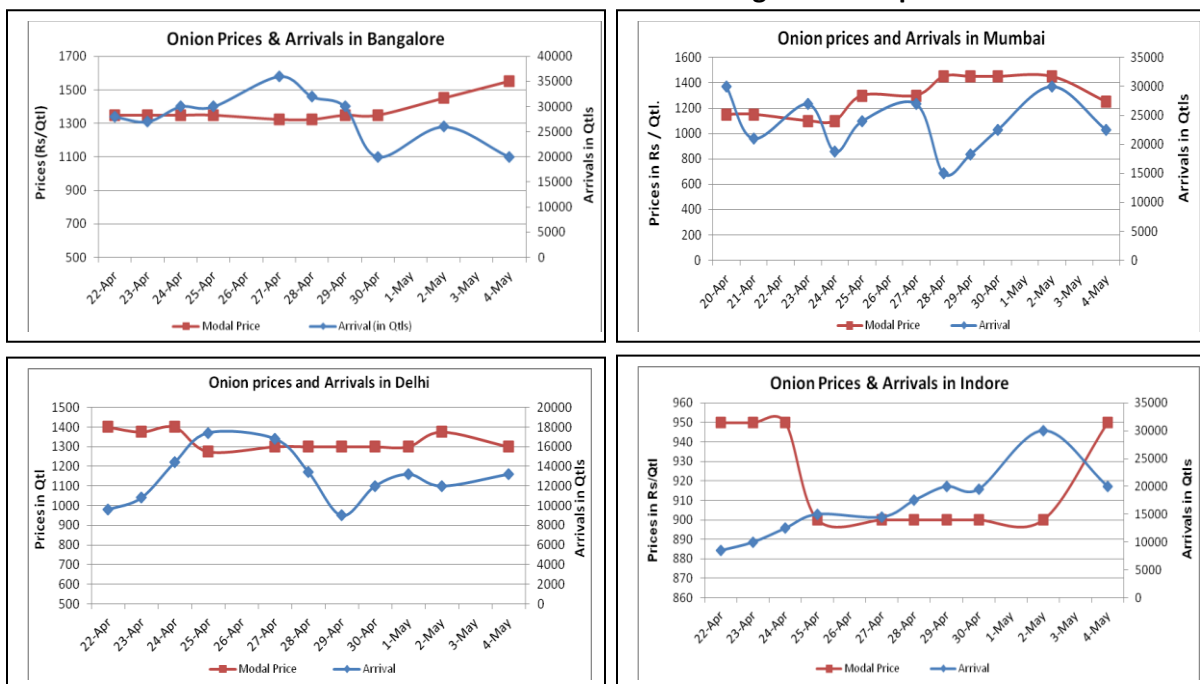 Onion Prices & Arrivals in Bangalore
Prices (Rs/Qtl)
1700
1500
1300
1100
900
700
500
40000
35000
30000
25000
20000
15000
10000
5000
0
Arrivals in Qtls
22-Apr
23-Apr
24-Apr
25-Apr
26-Apr
27-Apr
28-Apr
29-Apr
30-Apr
1-May
2-May
3-May
4-May
Modal Price
Arrival (in Qtls)
Onion prices and Arrivals in Mumbai
Prices in Rs / Qtl.
1600
1400
1200
1000
800
600
400
200
0
35000
30000
25000
20000
15000
10000
5000
0
Arrivals in Qtls
20-Apr
21-Apr
22-Apr
23-Apr
24-Apr
25-Apr
26-Apr
27-Apr
28-Apr
29-Apr
30-Apr
1-May
2-May
3-May
4-May
Modal Price
Arrival
Onion prices and Arrivals in Delhi
Prices in Qtl
1500
1400
1300
1200
1100
1000
900
800
700
600
500
20000
18000
16000
14000
12000
10000
8000
6000
4000
2000
0
Arrivals in Qtls
22-Apr
23-Apr
24-Apr
25-Apr
26-Apr
27-Apr
28-Apr
29-Apr
30-Apr
1-May
2-May
3-May
4-May
Modal Price
Arrival
Onion Prices & Arrivals in Indore
Prices in Rs/Qtl
960
950
940
930
920
910
900
890
880
870
860
35000
30000
25000
20000
15000
10000
5000
0
Arrivals in Qtls
22-Apr
23-Apr
24-Apr
25-Apr
26-Apr
27-Apr
28-Apr
29-Apr
30-Apr
1-May
2-May
3-May
4-May
Modal Price
Arrival